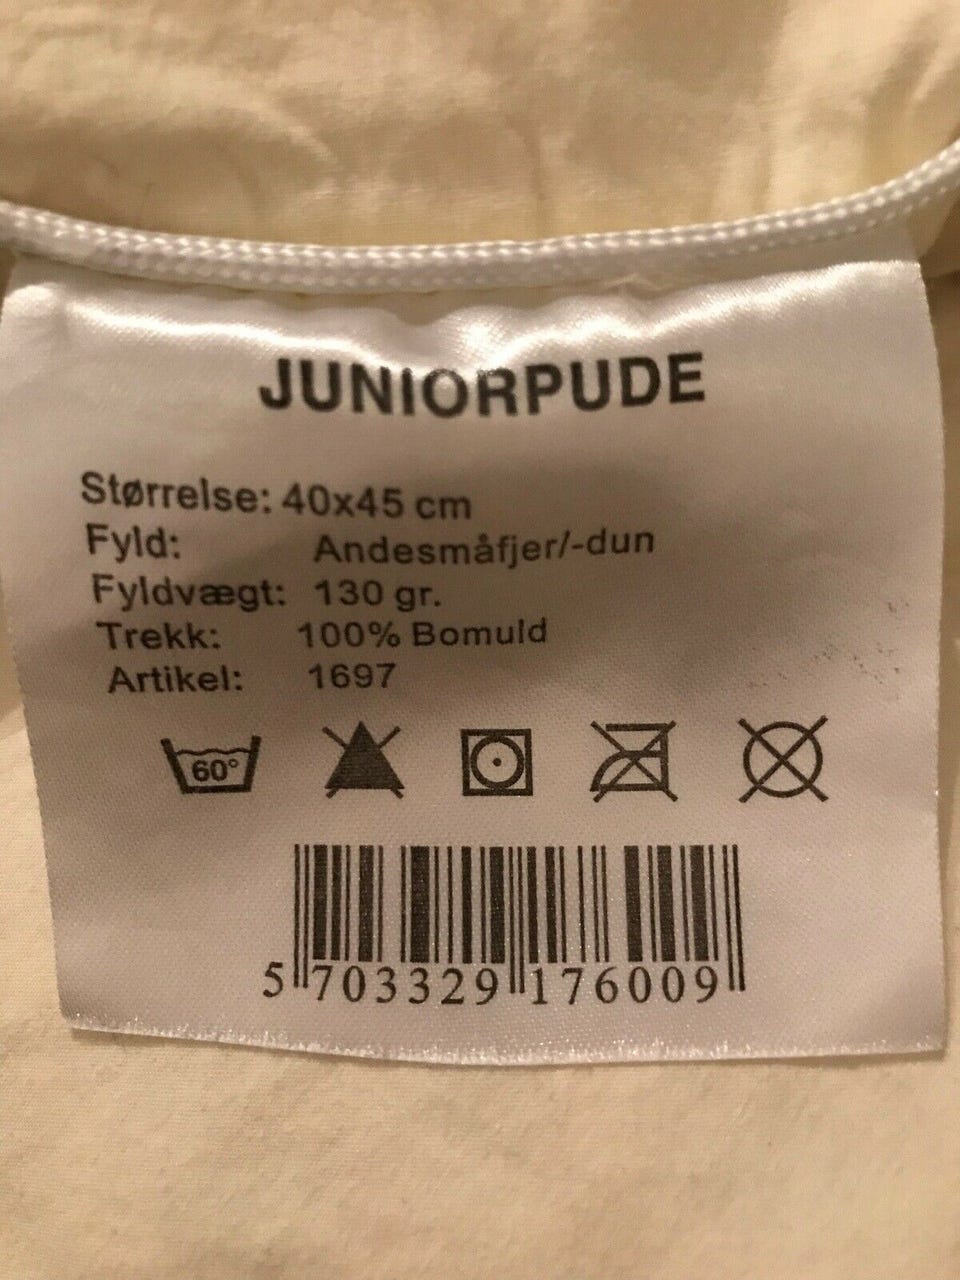 JUNIORPUDE
Størrelse: 40x45 cm
Fyld: Andesmåfjer/-dun
Fyldvægt: 130 gr.
Trekk: 100% Bomuld
Artikel: 1697
60°
5 703329 176009